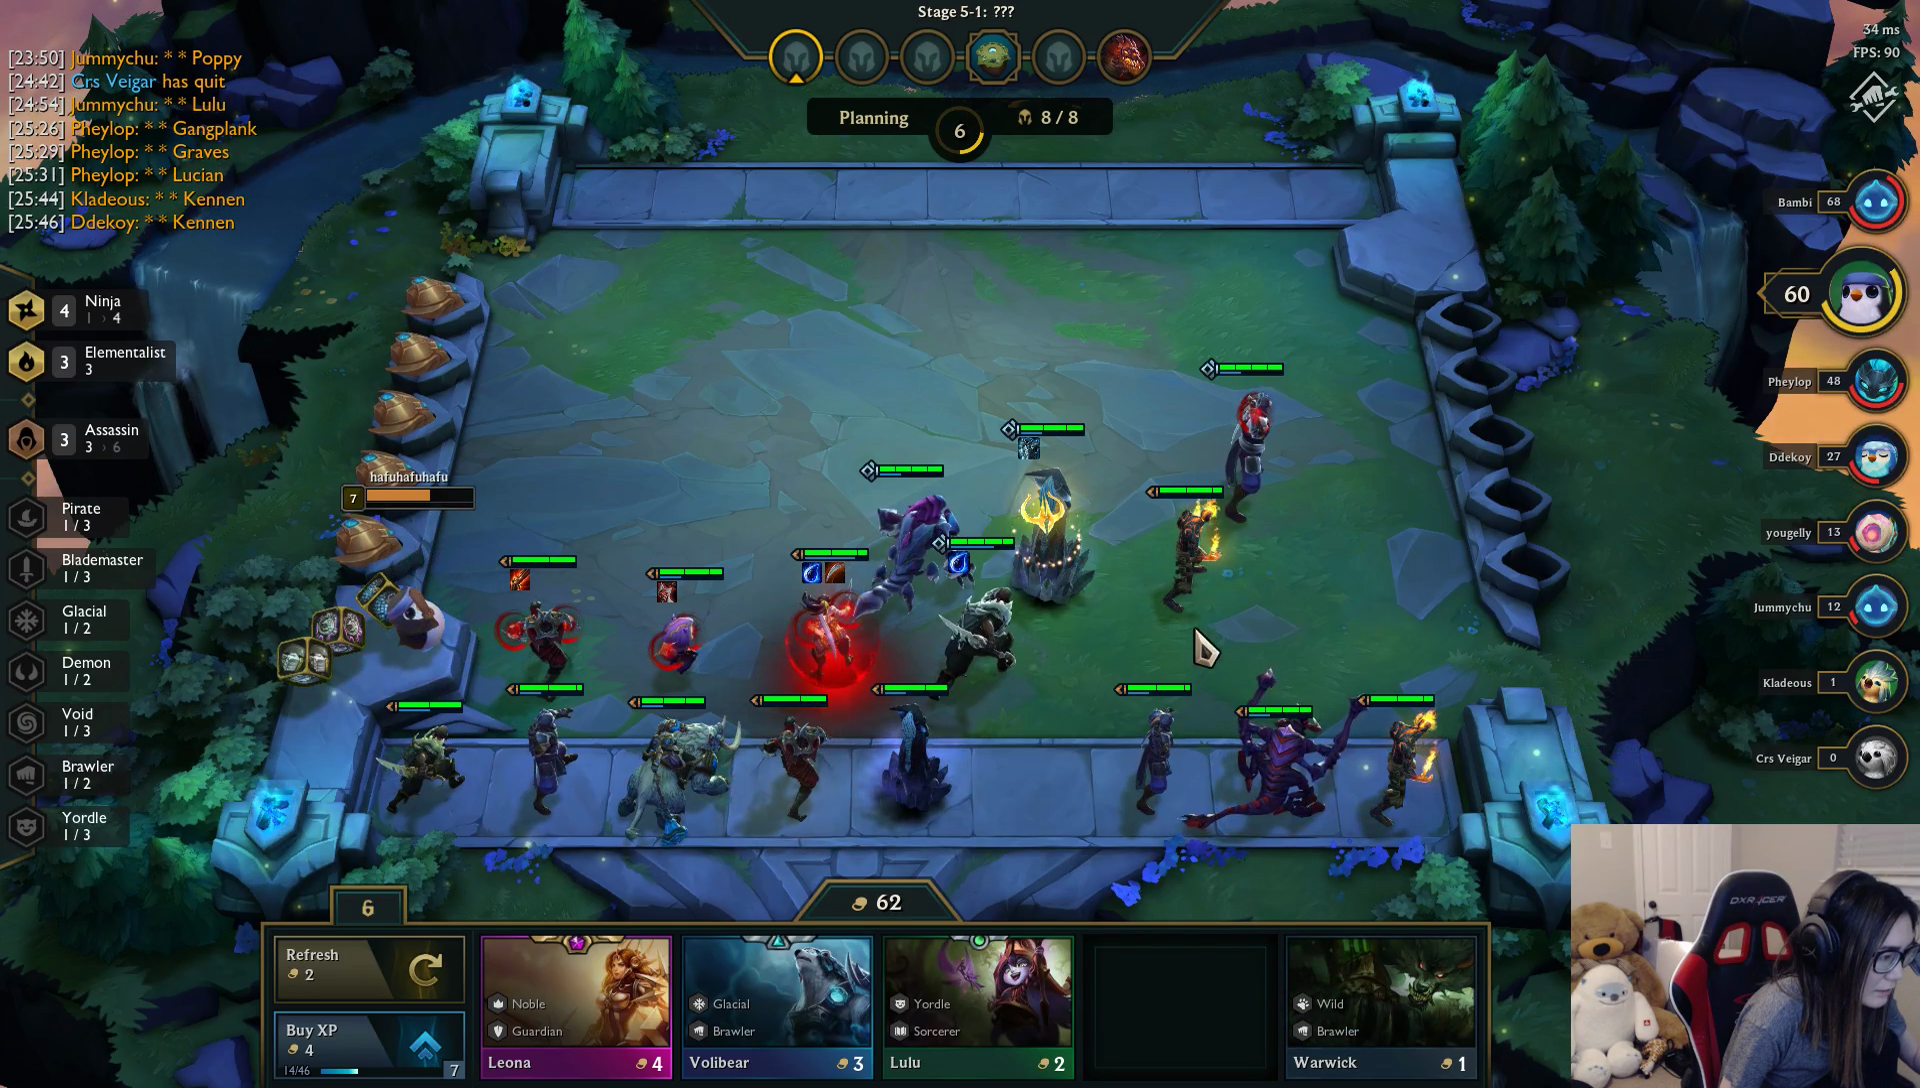 Stage 5-1: ???
34 ms
FPS: 90
[23:50] Jummychu: * * Poppy
[24:42] Crs Veigar has quit
[24:54] Jummychu: * * Lulu
[25:26] Pheylop: * * Gangplank
[25:29] Pheylop: * * Graves
[25:31] Pheylop: * * Lucian
[25:44] Kladeous: * * Kennen
[25:46] Ddekoy: * * Kennen
Planning
6
8 / 8
4
Ninja
1 › 4
3
Elementalist
3
3
Assassin
3 › 6
Pirate
1 / 3
Blademaster
1 / 3
Glacial
1 / 2
Demon
1 / 2
Void
1 / 3
Brawler
1 / 2
Yordle
1 / 3
hafuhafuhafu
7
Bambi 68
60
Pheylop 48
Ddekoy 27
yougelly 13
Jummychu 12
Kladeous 1
Crs Veigar 0
6
62
Refresh
2
Buy XP
4
14/46
7
Noble
Guardian
Leona 4
Glacial
Brawler
Volibear 3
Yordle
Sorcerer
Lulu 2
Wild
Brawler
Warwick 1
DXRACER